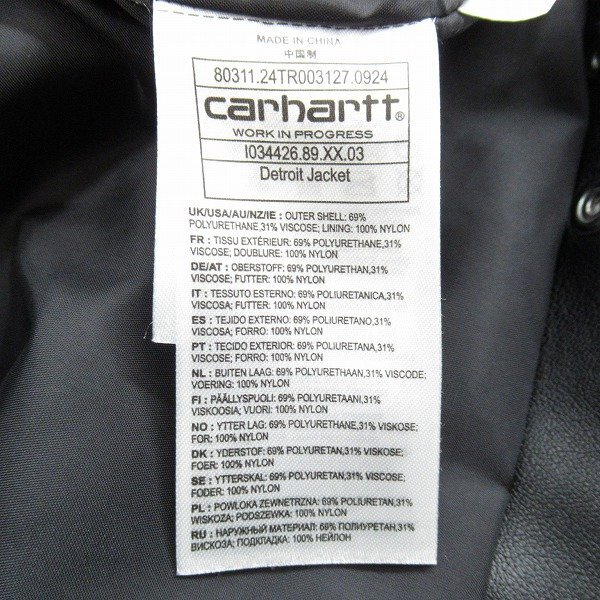 MADE IN CHINA
中国制
80311.24TR003127.0924
carhartt®
WORK IN PROGRESS
I034426.89.XX.03
Detroit Jacket
UK/USA/AU/NZ/IE : OUTER SHELL: 69%
POLYURETHANE,31% VISCOSE; LINING: 100% NYLON
FR : TISSU EXTÉRIEUR: 69% POLYURETHANE,31%
VISCOSE; DOUBLURE: 100% NYLON
DE/AT : OBERSTOFF: 69% POLYURETHAN,31%
VISCOSE; FUTTER: 100% NYLON
IT : TESSUTO ESTERNO: 69% POLIURETANICA,31%
VISCOSA; FUTTER: 100% NYLON
ES : TEJIDO EXTERNO: 69% POLIURETANO,31%
VISCOSA; FORRO: 100% NYLON
PT : TECIDO EXTERIOR: 69% POLIURETANO,31%
VISCOSA; FORRO: 100% NYLON
NL : BUITEN LAAG: 69% POLYURETHAAN,31% VISCODE;
VOERING: 100% NYLON
FI : PÄÄLLYSPUOLI: 69% POLYURETAANI,31%
VISKOOSIA; VUORI: 100% NYLON
NO : YTTER LAG: 69% POLYURETHANE,31% VISKOSE;
FOR: 100% NYLON
DK : YDERSTOF: 69% POLYURETAN,31% VISCOSE;
FOER: 100% NYLON
SE : YTTERSKAL: 69% POLYURETAN,31% VISCOSE;
FODER: 100% NYLON
PL : POWLOKA ZEWNETRZNA: 69% POLYURETAN,31%
WISKOZA; PODSZEWKA: 100% NYLON
RU : НАРУЖНЫЙ МАТЕРИАЛ: 69% ПОЛИУРЕТАН,31%
ВИСКОЗА; ПОДКЛАДКА: 100% НЕЙЛОН